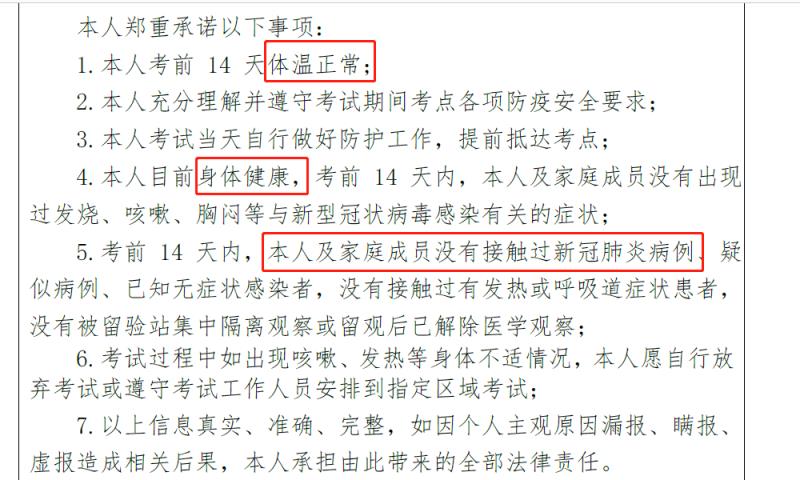 本人郑重承诺以下事项：
1.本人考前 14 天体温正常；
2.本人充分理解并遵守考试期间考点各项防疫安全要求；
3.本人考试当天自行做好防护工作，提前抵达考点；
4.本人目前身体健康，考前 14 天内，本人及家庭成员没有出现
过发烧、咳嗽、胸闷等与新型冠状病毒感染有关的症状；
5.考前 14 天内，本人及家庭成员没有接触过新冠肺炎病例、疑
似病例、已知无症状感染者，没有接触过有发热或呼吸道症状患者，
没有被留验站集中隔离观察或留观后已解除医学观察；
6.考试过程中如出现咳嗽、发热等身体不适情况，本人愿自行放
弃考试或遵守考试工作人员安排到指定区域考试；
7.以上信息真实、准确、完整，如因个人主观原因漏报、瞒报、
虚报造成相关后果，本人承担由此带来的全部法律责任。